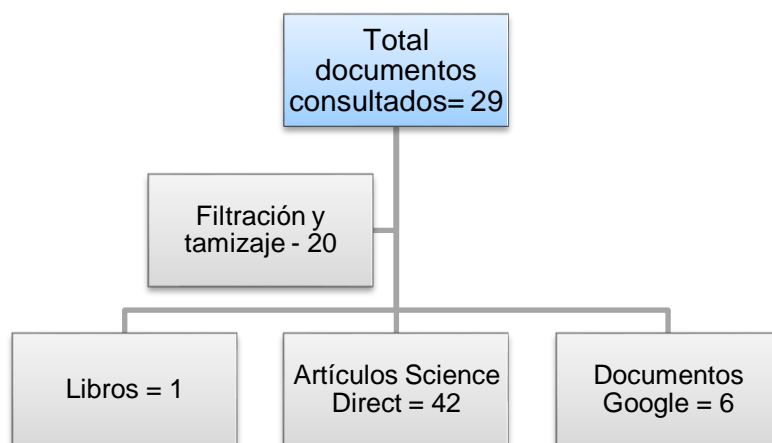 Total
documentos
consultados= 29
Filtración y
tamizaje - 20
Libros = 1
Artículos Science
Direct = 42
Documentos
Google = 6